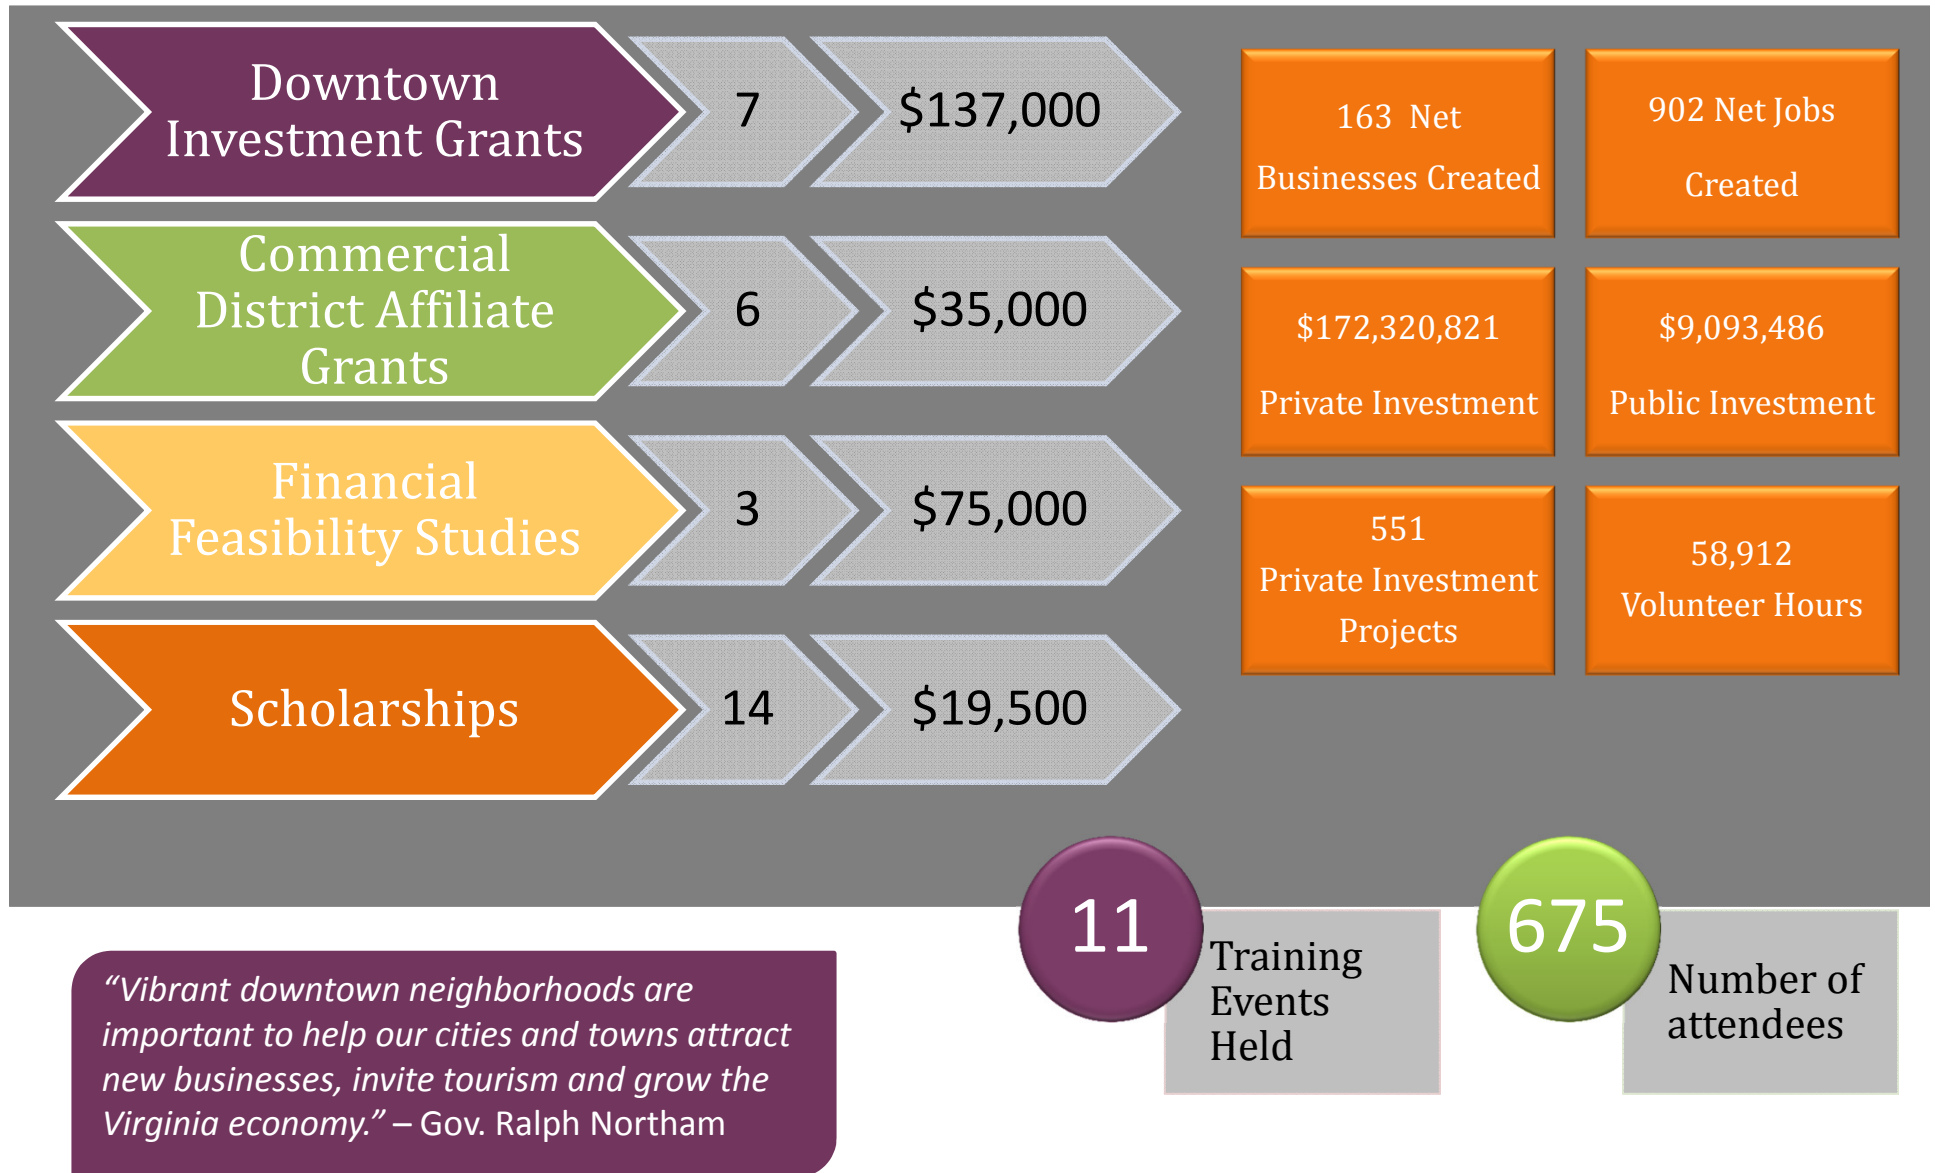 Downtown
Investment Grants
7
$137,000
Commercial
District Affiliate
Grants
6
$35,000
Financial
Feasibility Studies
3
$75,000
Scholarships
14
$19,500
163 Net
Businesses Created
902 Net Jobs
Created
$172,320,821
Private Investment
$9,093,486
Public Investment
551
Private Investment
Projects
58,912
Volunteer Hours
11
Training
Events
Held
675
Number of
attendees
“Vibrant downtown neighborhoods are
important to help our cities and towns attract
new businesses, invite tourism and grow the
Virginia economy.” – Gov. Ralph Northam